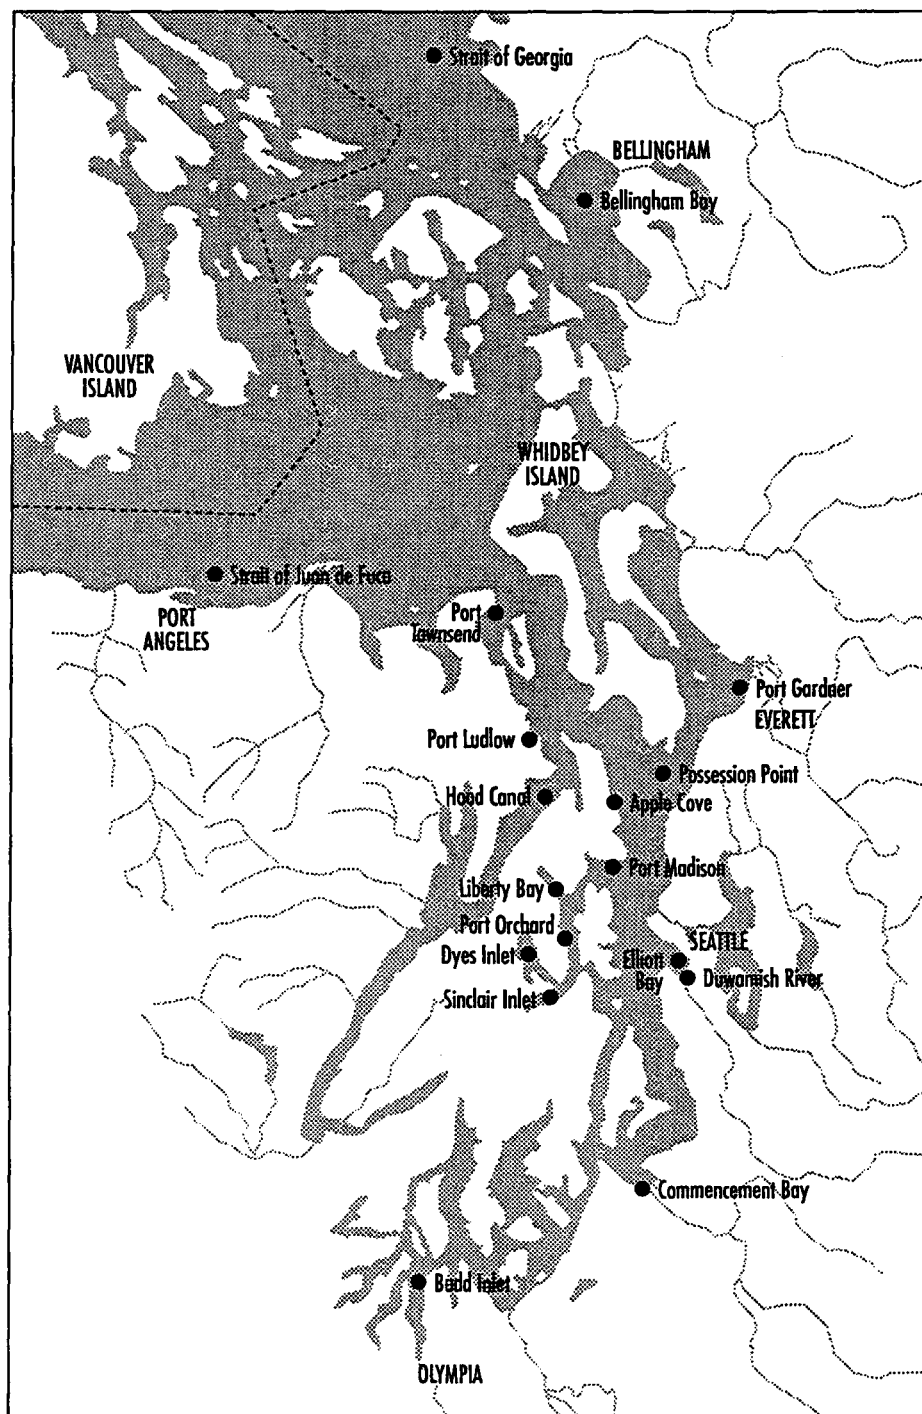 Strait of Georgia
BELLINGHAM
Bellingham Bay
VANCOUVER
ISLAND
WHIDBEY
ISLAND
Strait of Juan de Fuca
PORT
ANGELES
Port
Townsend
Port Gardner
EVERETT
Port Ludlow
Possession Point
Hood Canal
Apple Cove
Port Madison
Liberty Bay
Port Orchard
SEATTLE
Dyes Inlet
Elliott
Bay
Duwamish River
Sinclair Inlet
Commencement Bay
Budd Inlet
OLYMPIA